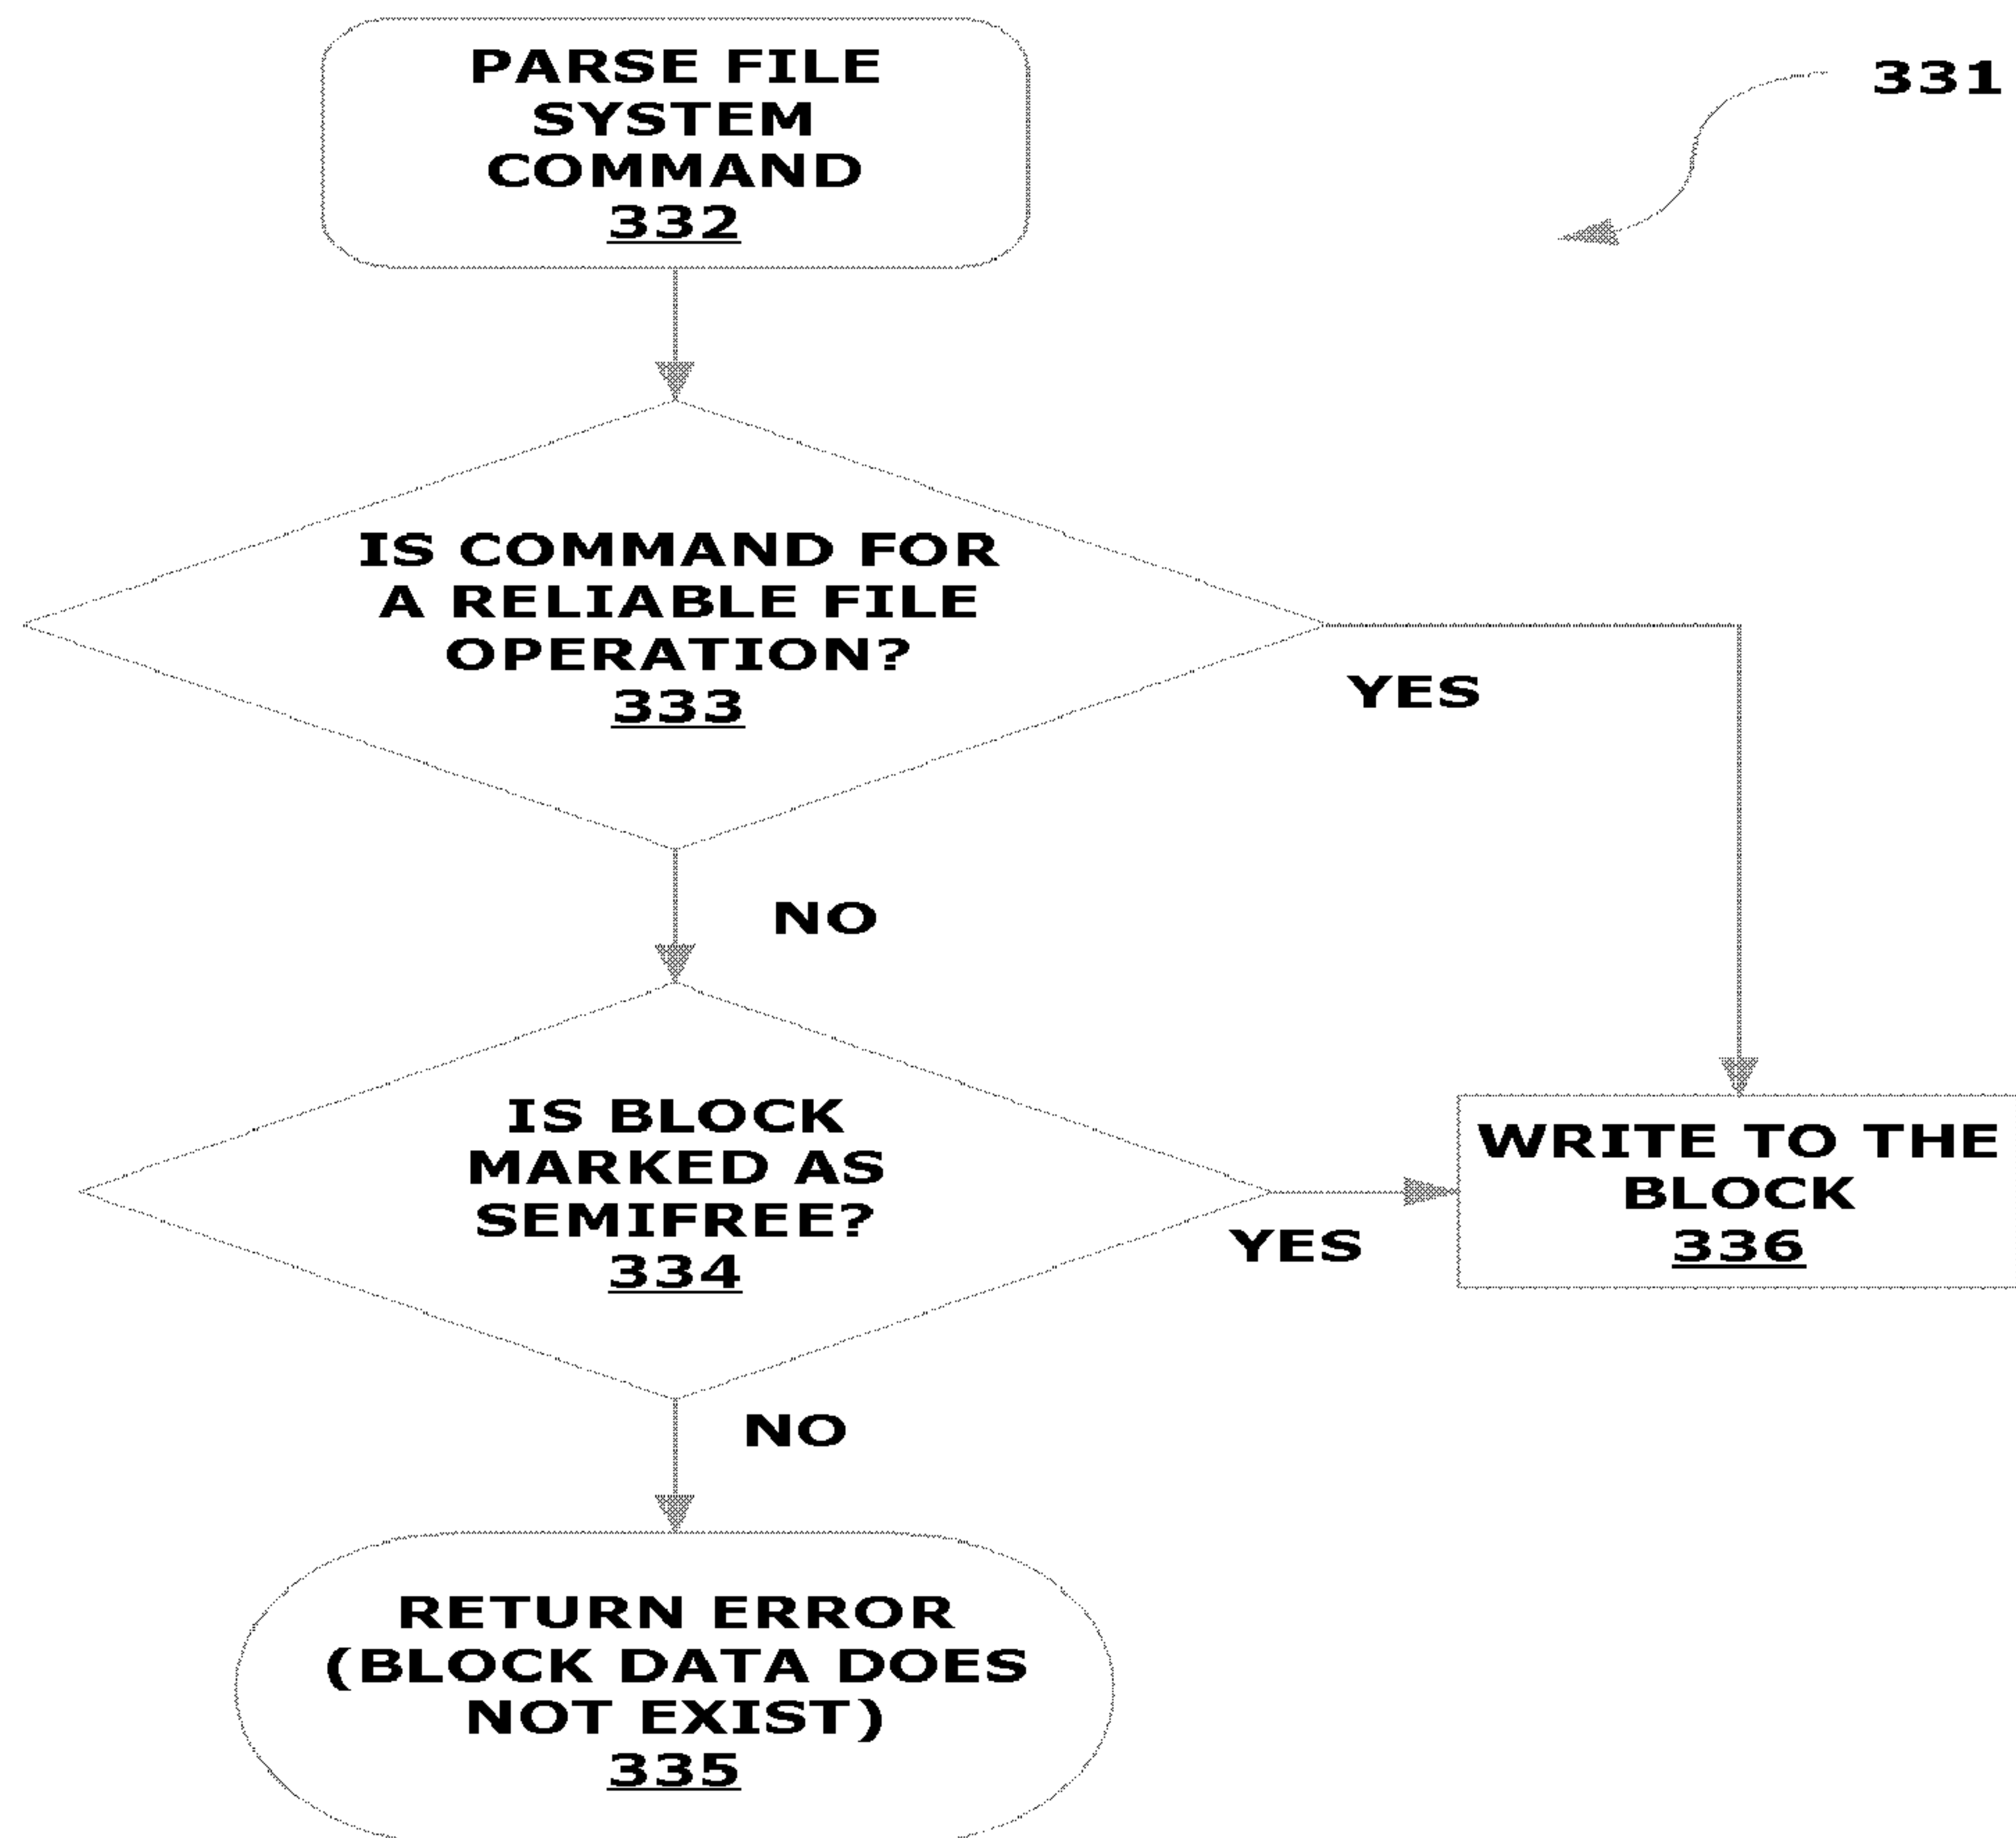 PARSE FILE
SYSTEM
COMMAND
332
331
IS COMMAND FOR
A RELIABLE FILE
OPERATION?
333
YES
NO
IS BLOCK
MARKED AS
SEMIFREE?
334
YES
WRITE TO THE
BLOCK
336
NO
RETURN ERROR
(BLOCK DATA DOES
NOT EXIST)
335